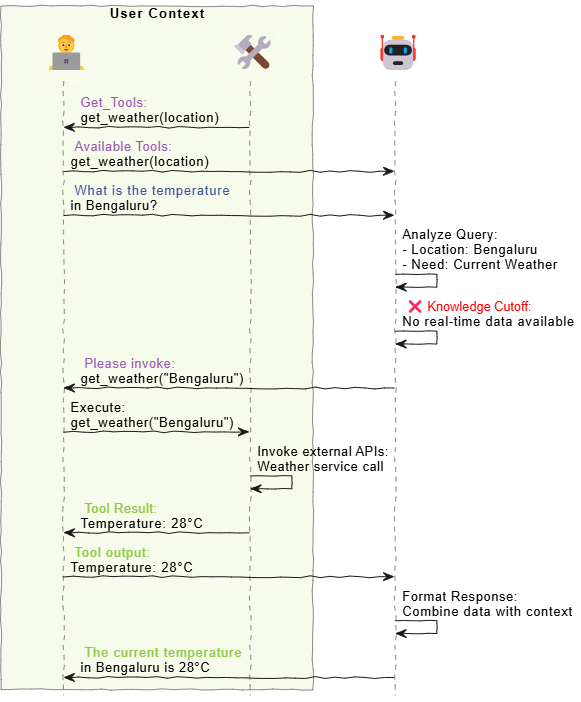 User Context
Get_Tools:
get_weather(location)
Available Tools:
get_weather(location)
What is the temperature
in Bengaluru?
Analyze Query:
- Location: Bengaluru
- Need: Current Weather
❌ Knowledge Cutoff:
No real-time data available
Please invoke:
get_weather("Bengaluru")
Execute:
get_weather("Bengaluru")
Invoke external APIs:
Weather service call
Tool Result:
Temperature: 28°C
Tool output:
Temperature: 28°C
Format Response:
Combine data with context
The current temperature
in Bengaluru is 28°C